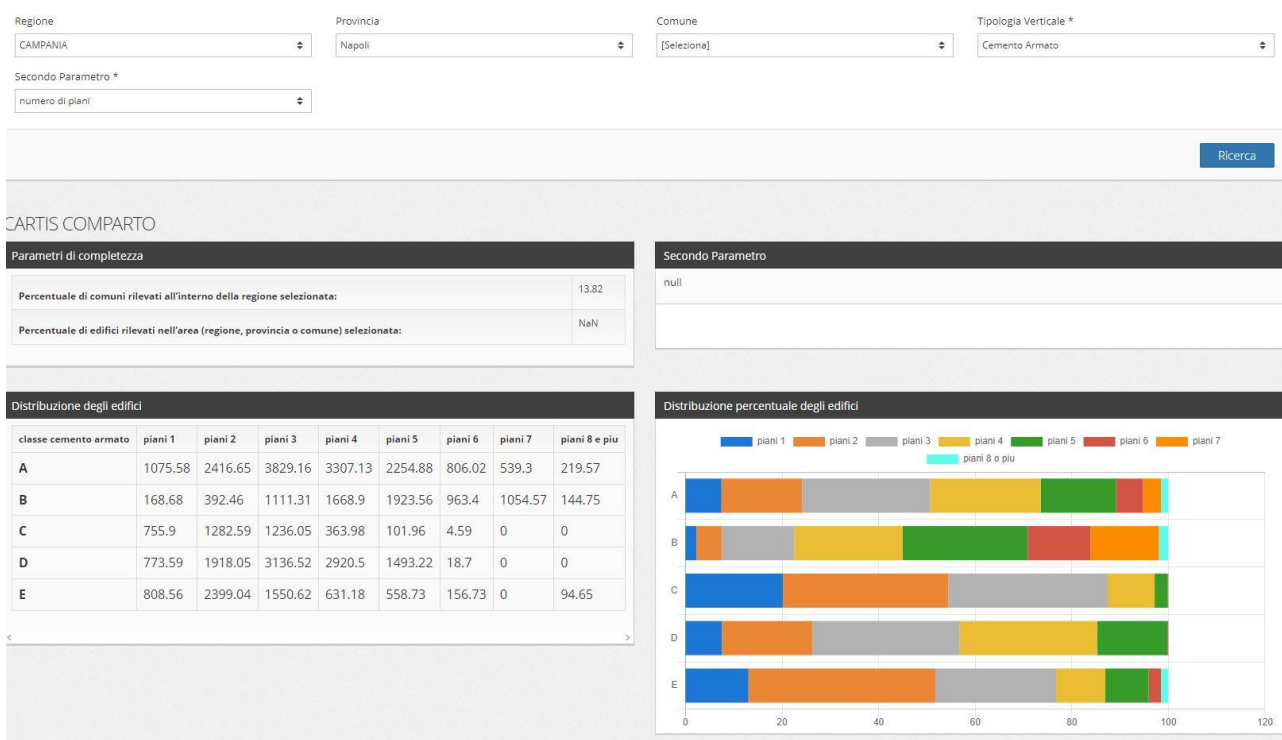 Regione Provincia Comune Tipologia Verticale *
CAMPANIA Napoli [Seleziona] Cemento Armato
Secondo Parametro *
numero di piani
Ricerca
CARTIS COMPARTO
Parametri di completezza
Percentuale di comuni rilevati all'interno della regione selezionata: 13.82
Percentuale di edifici rilevati nell'area (regione, provincia o comune) selezionata: NaN
Secondo Parametro
null
Distribuzione degli edifici
classe cemento armato piani 1 piani 2 piani 3 piani 4 piani 5 piani 6 piani 7 piani 8 e piu
A 1075.58 2416.65 3829.16 3307.13 2254.88 806.02 539.3 219.57
B 168.68 392.46 1111.31 1668.9 1923.56 963.4 1054.57 144.75
C 755.9 1282.59 1236.05 363.98 101.96 4.59 0 0
D 773.59 1918.05 3136.52 2920.5 1493.22 18.7 0 0
E 808.56 2399.04 1550.62 631.18 558.73 156.73 0 94.65
Distribuzione percentuale degli edifici
piani 1 piani 2 piani 3 piani 4 piani 5 piani 6 piani 7
piani 8 o piu
A
B
C
D
E
0 20 40 60 80 100 120